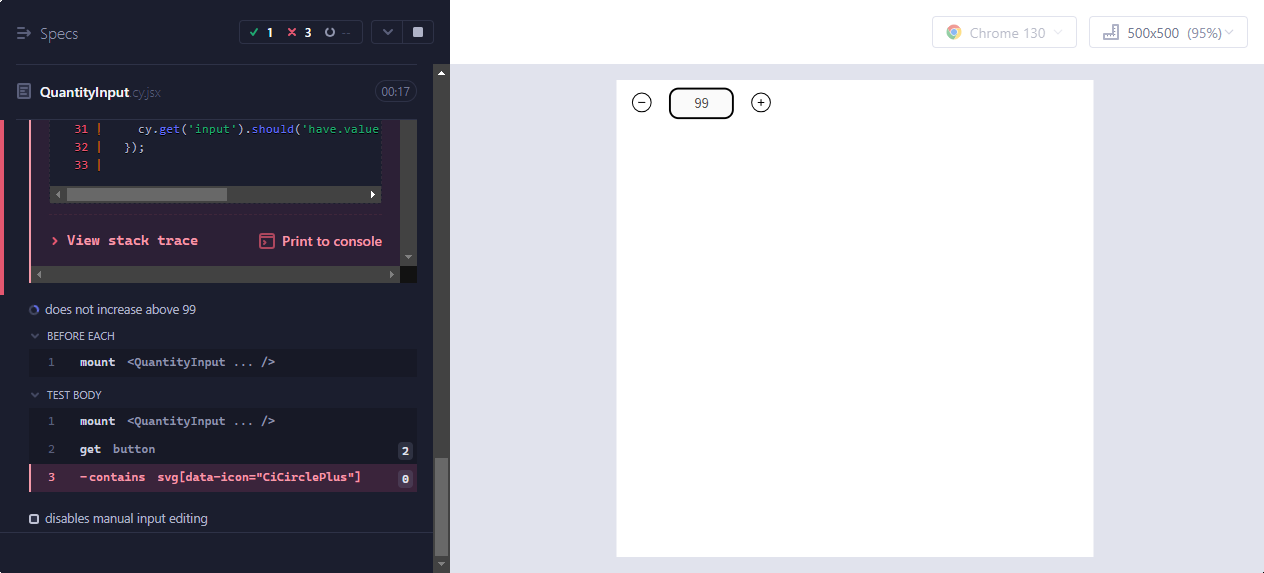 Specs
1 3 --
QuantityInput.cy.jsx 00:17
31 | cy.get('input').should('have.value
32 | });
33 |
> View stack trace
Print to console
does not increase above 99
BEFORE EACH
1 mount <QuantityInput ... />
TEST BODY
1 mount <QuantityInput ... />
2 get button 2
3 -contains svg[data-icon="CiCirclePlus"] 0
disables manual input editing
Chrome 130
500x500 (95%)
99